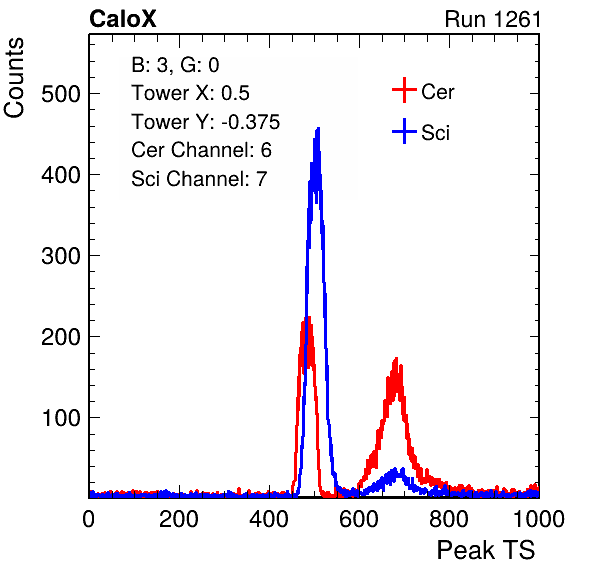 CaloX Run 1261
Counts
B: 3, G: 0
Tower X: 0.5
Tower Y: -0.375
Cer Channel: 6
Sci Channel: 7
Cer
Sci
500
400
300
200
100
0 200 400 600 800 1000
Peak TS